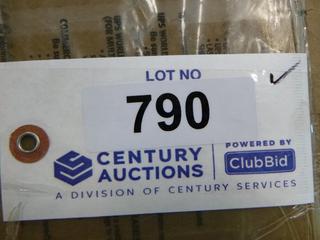 LOT NO
790
CENTURY
AUCTIONS
POWERED BY
ClubBid
A DIVISION OF CENTURY SERVICES